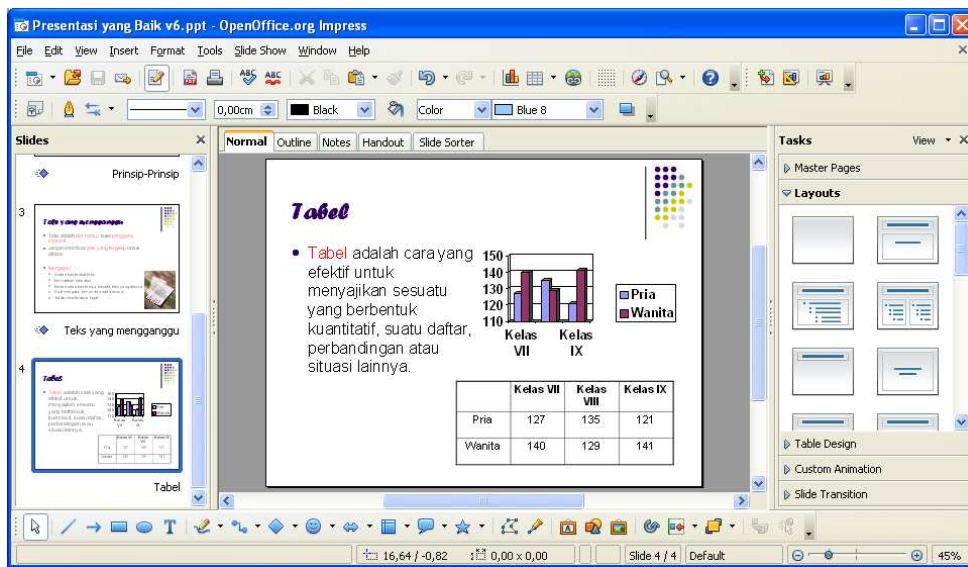 Presentasi yang Baik v6.ppt - OpenOffice.org Impress
File Edit View Insert Format Tools Slide Show Window Help
0,00cm Black Color Blue 8
Slides
Normal Outline Notes Handout Slide Sorter
Tasks View
Prinsip-Prinsip
3
Teks yang mengganggu
Teks yang mengganggu
4
Tabel
Tabel
Tabel
Tabel adalah cara yang
efektif untuk
menyajikan sesuatu
yang berbentuk
kuantitatif, suatu daftar,
perbandingan atau
situasi lainnya.
150
140
130
120
110
Kelas VII
Kelas IX
Pria
Wanita
Kelas VII Kelas VIII Kelas IX
Pria 127 135 121
Wanita 140 129 141
Master Pages
Layouts
Table Design
Custom Animation
Slide Transition
16,64 / -0,82 0,00 x 0,00 Slide 4 / 4 Default 45%